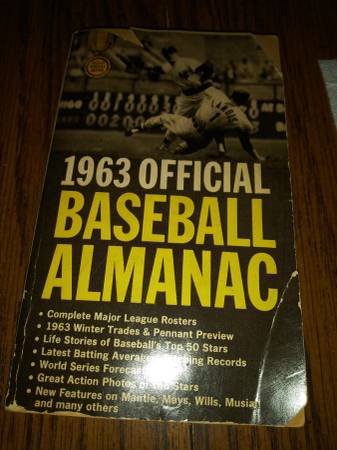 1963 OFFICIAL
BASEBALL
ALMANAC
• Complete Major League Rosters
• 1963 Winter Trades & Pennant Preview
• Life Stories of Baseball's Top 50 Stars
• Latest Batting Averages Records
• World Series Forecast
• Great Action Photos of the Stars
• New Features on Mantle, Mays, Wills, Musial
and many others